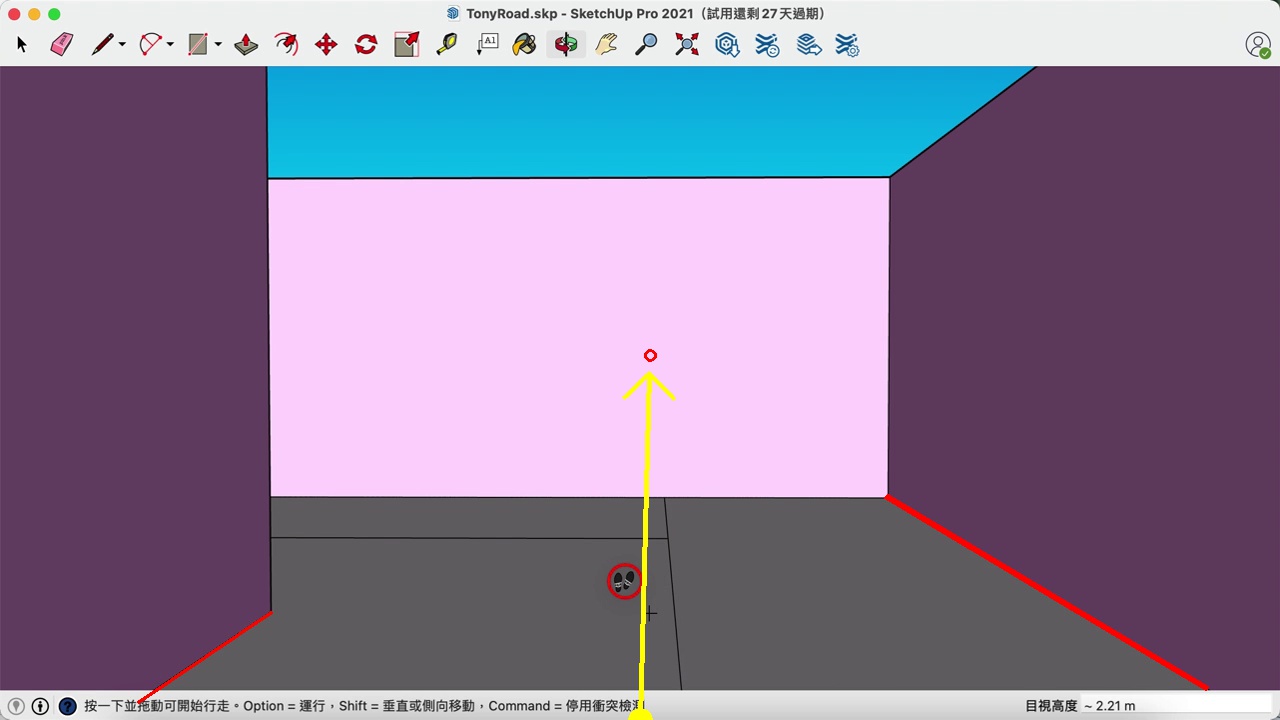 TonyRoad.skp - SketchUp Pro 2021（試用還剩 27 天過期）
A1
按一下並拖動可開始行走。Option = 運行，Shift = 垂直或側向移動，Command = 停用衝突檢測
目視高度 ~ 2.21 m